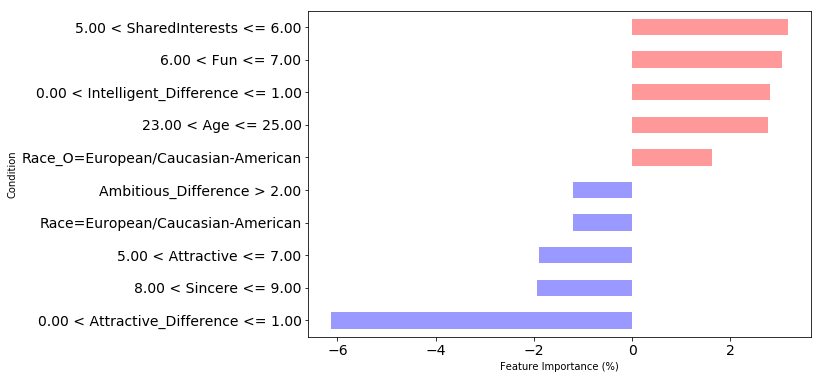 5.00 < SharedInterests <= 6.00
6.00 < Fun <= 7.00
0.00 < Intelligent_Difference <= 1.00
23.00 < Age <= 25.00
Race_O=European/Caucasian-American
Ambitious_Difference > 2.00
Race=European/Caucasian-American
5.00 < Attractive <= 7.00
8.00 < Sincere <= 9.00
0.00 < Attractive_Difference <= 1.00
Condition
−6 −4 −2 0 2
Feature Importance (%)